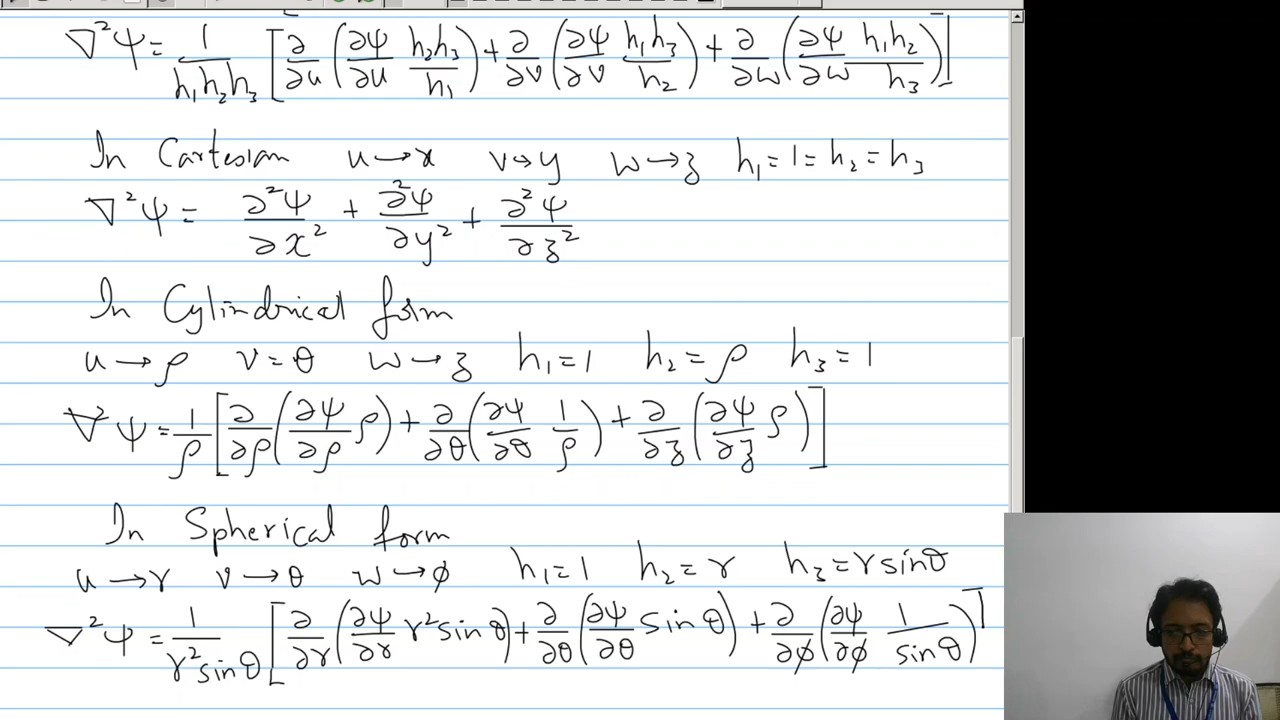 ∇²ψ = 1/(h₁h₂h₃) [ ∂/∂u (∂ψ/∂u h₂h₃/h₁) + ∂/∂v (∂ψ/∂v h₁h₃/h₂) + ∂/∂w (∂ψ/∂w h₁h₂/h₃) ]
In Cartesian u→x v→y w→z h₁=1=h₂=h₃
∇²ψ = ∂²ψ/∂x² + ∂²ψ/∂y² + ∂²ψ/∂z²
In Cylindrical form
u→ρ v=θ w→z h₁=1 h₂=ρ h₃=1
∇²ψ = 1/ρ [ ∂/∂ρ (∂ψ/∂ρ ρ) + ∂/∂θ (∂ψ/∂θ 1/ρ) + ∂/∂z (∂ψ/∂z ρ) ]
In Spherical form
u→r v→θ w→φ h₁=1 h₂=r h₃=r sinθ
∇²ψ = 1/(r² sinθ) [ ∂/∂r (∂ψ/∂r r² sinθ) + ∂/∂θ (∂ψ/∂θ sinθ) + ∂/∂φ (∂ψ/∂φ 1/sinθ) ]